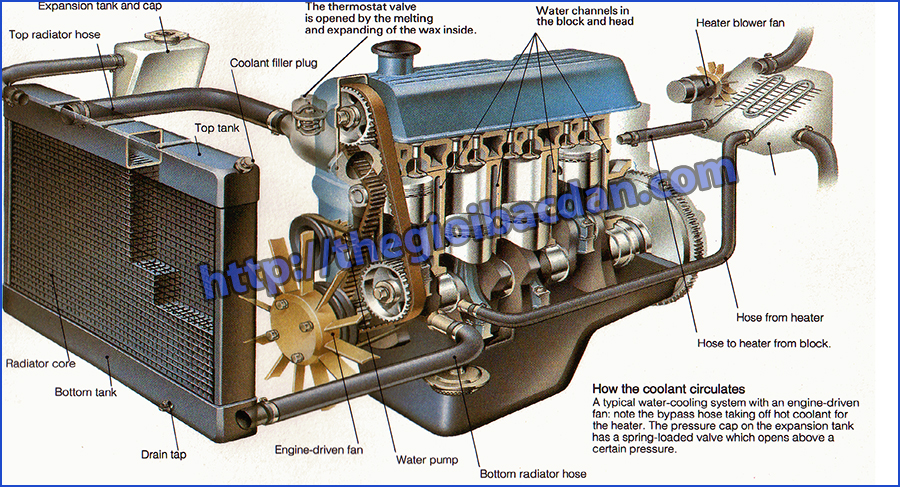 Expansion tank and cap
Top radiator hose
Coolant filler plug
Top tank
The thermostat valve
is opened by the melting
and expanding of the wax inside.
Water channels in
the block and head
Heater blower fan
http://thegioibacdan.com
Hose from heater
Hose to heater from block.
Radiator core
Bottom tank
Drain tap
Engine-driven fan
Water pump
Bottom radiator hose
How the coolant circulates
A typical water-cooling system with an engine-driven
fan: note the bypass hose taking off hot coolant for
the heater. The pressure cap on the expansion tank
has a spring-loaded valve which opens above a
certain pressure.